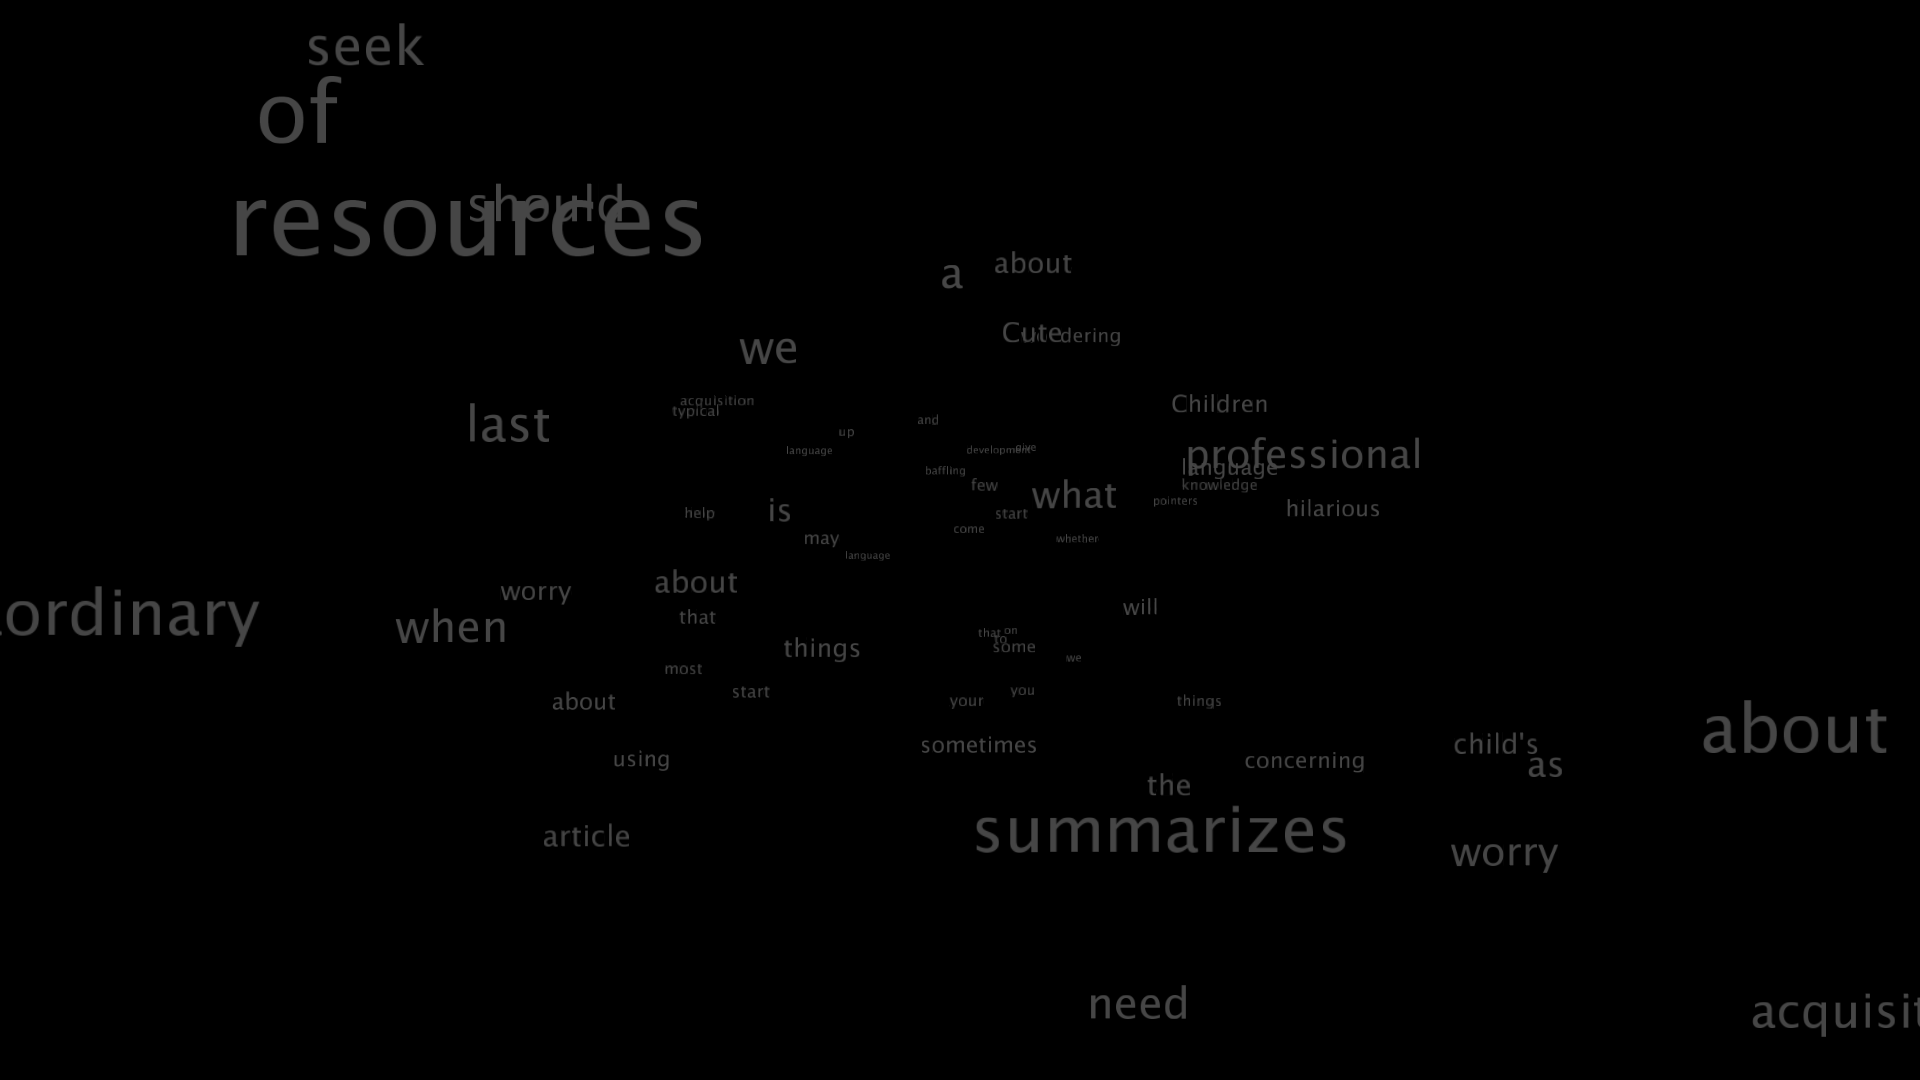 seek
of
should
resources
a
about
Cute
we
acquisition
typical
last
Children
and
up
language
development
give
professional
language
baffling
few
knowledge
what
pointers
hilarious
is
help
start
come
may
whether
language
about
worry
that
will
ordinary
when
that
on
to
some
things
we
most
start
you
your
things
about
about
sometimes
child's
using
concerning
as
the
article
summarizes
worry
need
acquisit